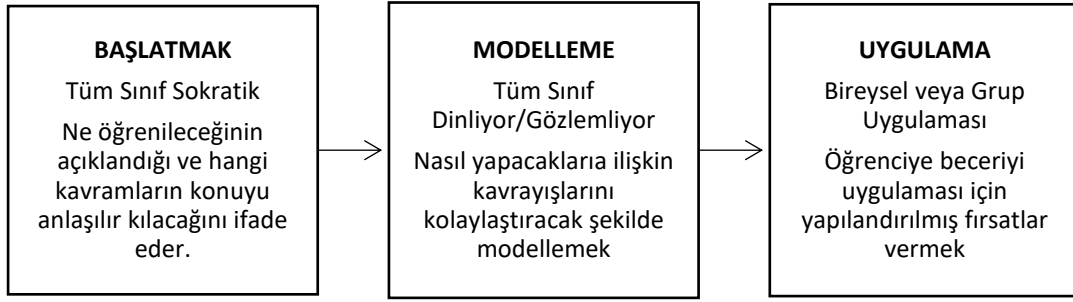 BAŞLATMAK
Tüm Sınıf Sokratik
Ne öğrenileceğinin
açıklandığı ve hangi
kavramların konuyu
anlaşılır kılacağını ifade
eder.
MODELLEME
Tüm Sınıf
Dinliyor/Gözlemliyor
Nasıl yapacaklarıa ilişkin
kavrayışlarını
kolaylaştıracak şekilde
modellemek
UYGULAMA
Bireysel veya Grup
Uygulaması
Öğrenciye beceriyi
uygulaması için
yapılandırılmış fırsatlar
vermek